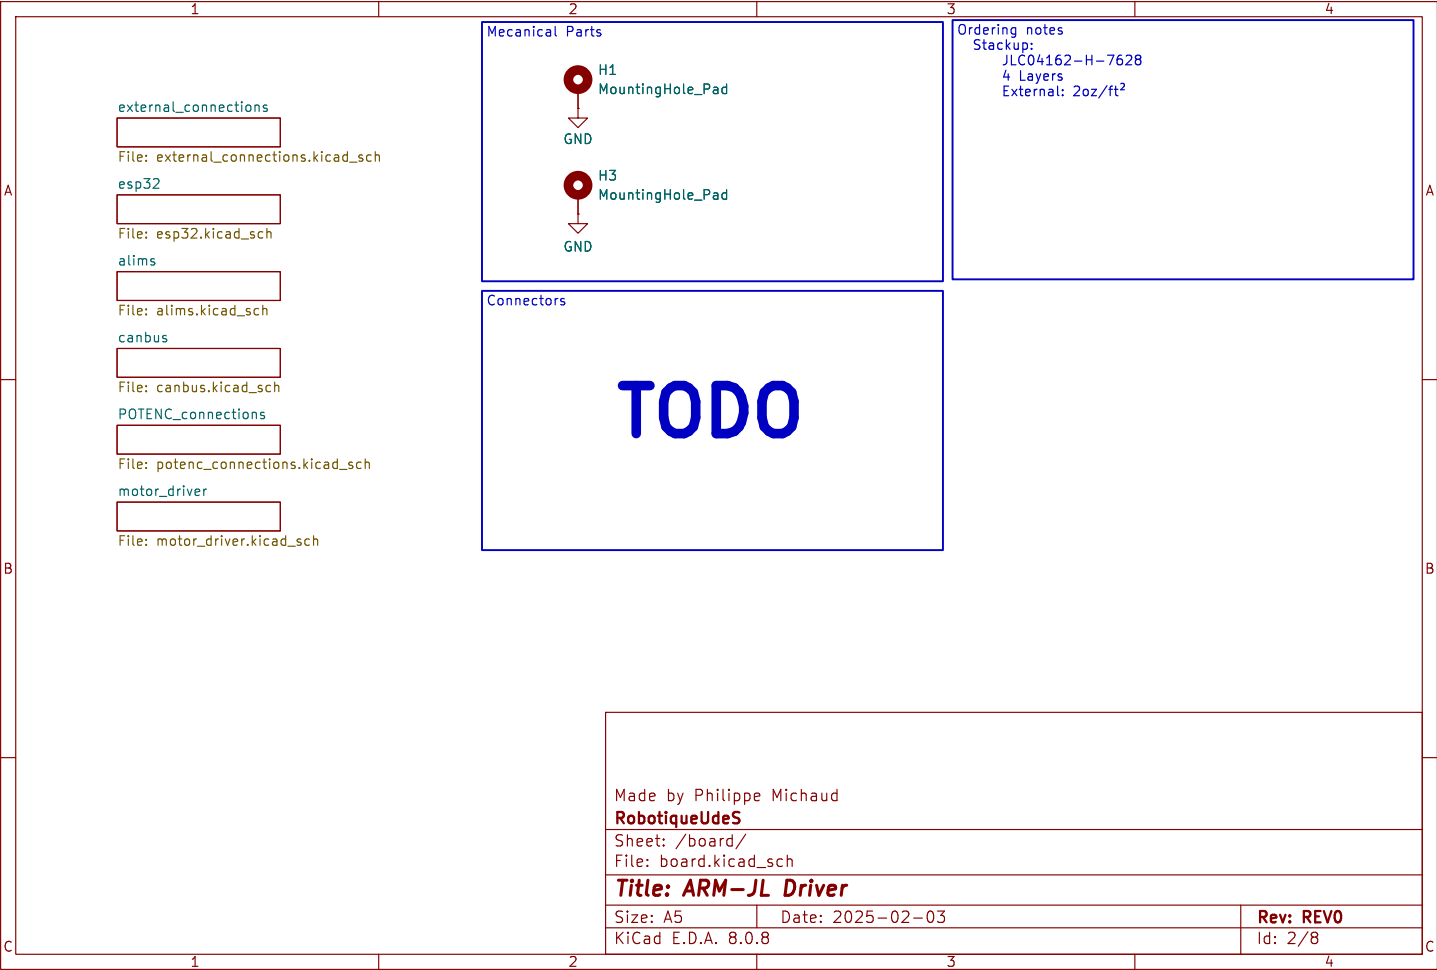 1 2 3 4
Mecanical Parts
H1
MountingHole_Pad
GND
H3
MountingHole_Pad
GND
Ordering notes
Stackup:
JLC04162-H-7628
4 Layers
External: 2oz/ft²
external_connections
File: external_connections.kicad_sch
esp32
File: esp32.kicad_sch
alims
File: alims.kicad_sch
canbus
File: canbus.kicad_sch
POTENC_connections
File: potenc_connections.kicad_sch
motor_driver
File: motor_driver.kicad_sch
A A
Connectors
TODO
B B
Made by Philippe Michaud
RobotiqueUdeS
Sheet: /board/
File: board.kicad_sch
Title: ARM-JL Driver
Size: A5 Date: 2025-02-03 Rev: REV0
KiCad E.D.A. 8.0.8 Id: 2/8
C C
1 2 3 4